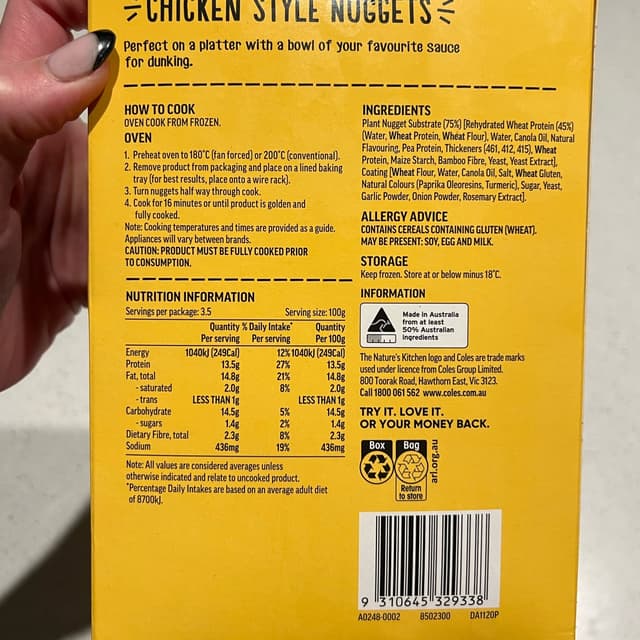 CHICKEN STYLE NUGGETS
Perfect on a platter with a bowl of your favourite sauce
for dunking.
HOW TO COOK
OVEN COOK FROM FROZEN.
OVEN
1. Preheat oven to 180°C (fan forced) or 200°C (conventional).
2. Remove product from packaging and place on a lined baking
tray (for best results, place onto a wire rack).
3. Turn nuggets half way through cook.
4. Cook for 16 minutes or until product is golden and
fully cooked.
Note: Cooking temperatures and times are provided as a guide.
Appliances will vary between brands.
CAUTION: PRODUCT MUST BE FULLY COOKED PRIOR
TO CONSUMPTION.
NUTRITION INFORMATION
Servings per package: 3.5 Serving size: 100g
Quantity % Daily Intake* Quantity
Per serving Per serving Per 100g
Energy 1040kJ (249Cal) 12% 1040kJ (249Cal)
Protein 13.5g 27% 13.5g
Fat, total 14.8g 21% 14.8g
- saturated 2.0g 8% 2.0g
- trans LESS THAN 1g LESS THAN 1g
Carbohydrate 14.5g 5% 14.5g
- sugars 1.4g 2% 1.4g
Dietary Fibre, total 2.3g 8% 2.3g
Sodium 436mg 19% 436mg
Note: All values are considered averages unless
otherwise indicated and relate to uncooked product.
*Percentage Daily Intakes are based on an average adult diet
of 8700kJ.
INGREDIENTS
Plant Nugget Substrate (75%) [Rehydrated Wheat Protein (45%)
(Water, Wheat Protein, Wheat Flour), Water, Canola Oil, Natural
Flavouring, Pea Protein, Thickeners (461, 412, 415), Wheat
Protein, Maize Starch, Bamboo Fibre, Yeast, Yeast Extract],
Coating [Wheat Flour, Water, Canola Oil, Salt, Wheat Gluten,
Natural Colours (Paprika Oleoresins, Turmeric), Sugar, Yeast,
Garlic Powder, Onion Powder, Rosemary Extract].
ALLERGY ADVICE
CONTAINS CEREALS CONTAINING GLUTEN (WHEAT).
MAY BE PRESENT: SOY, EGG AND MILK.
STORAGE
Keep frozen. Store at or below minus 18°C.
INFORMATION
Made in Australia
from at least
50% Australian
ingredients
The Nature's Kitchen logo and Coles are trade marks
used under licence from Coles Group Limited.
800 Toorak Road, Hawthorn East, Vic 3123.
Call 1800 061 562 www.coles.com.au
TRY IT. LOVE IT.
OR YOUR MONEY BACK.
Box Bag
Return
to store
arl.org.au
9 310645 329338
A0248-0002 8502300 DA1120P